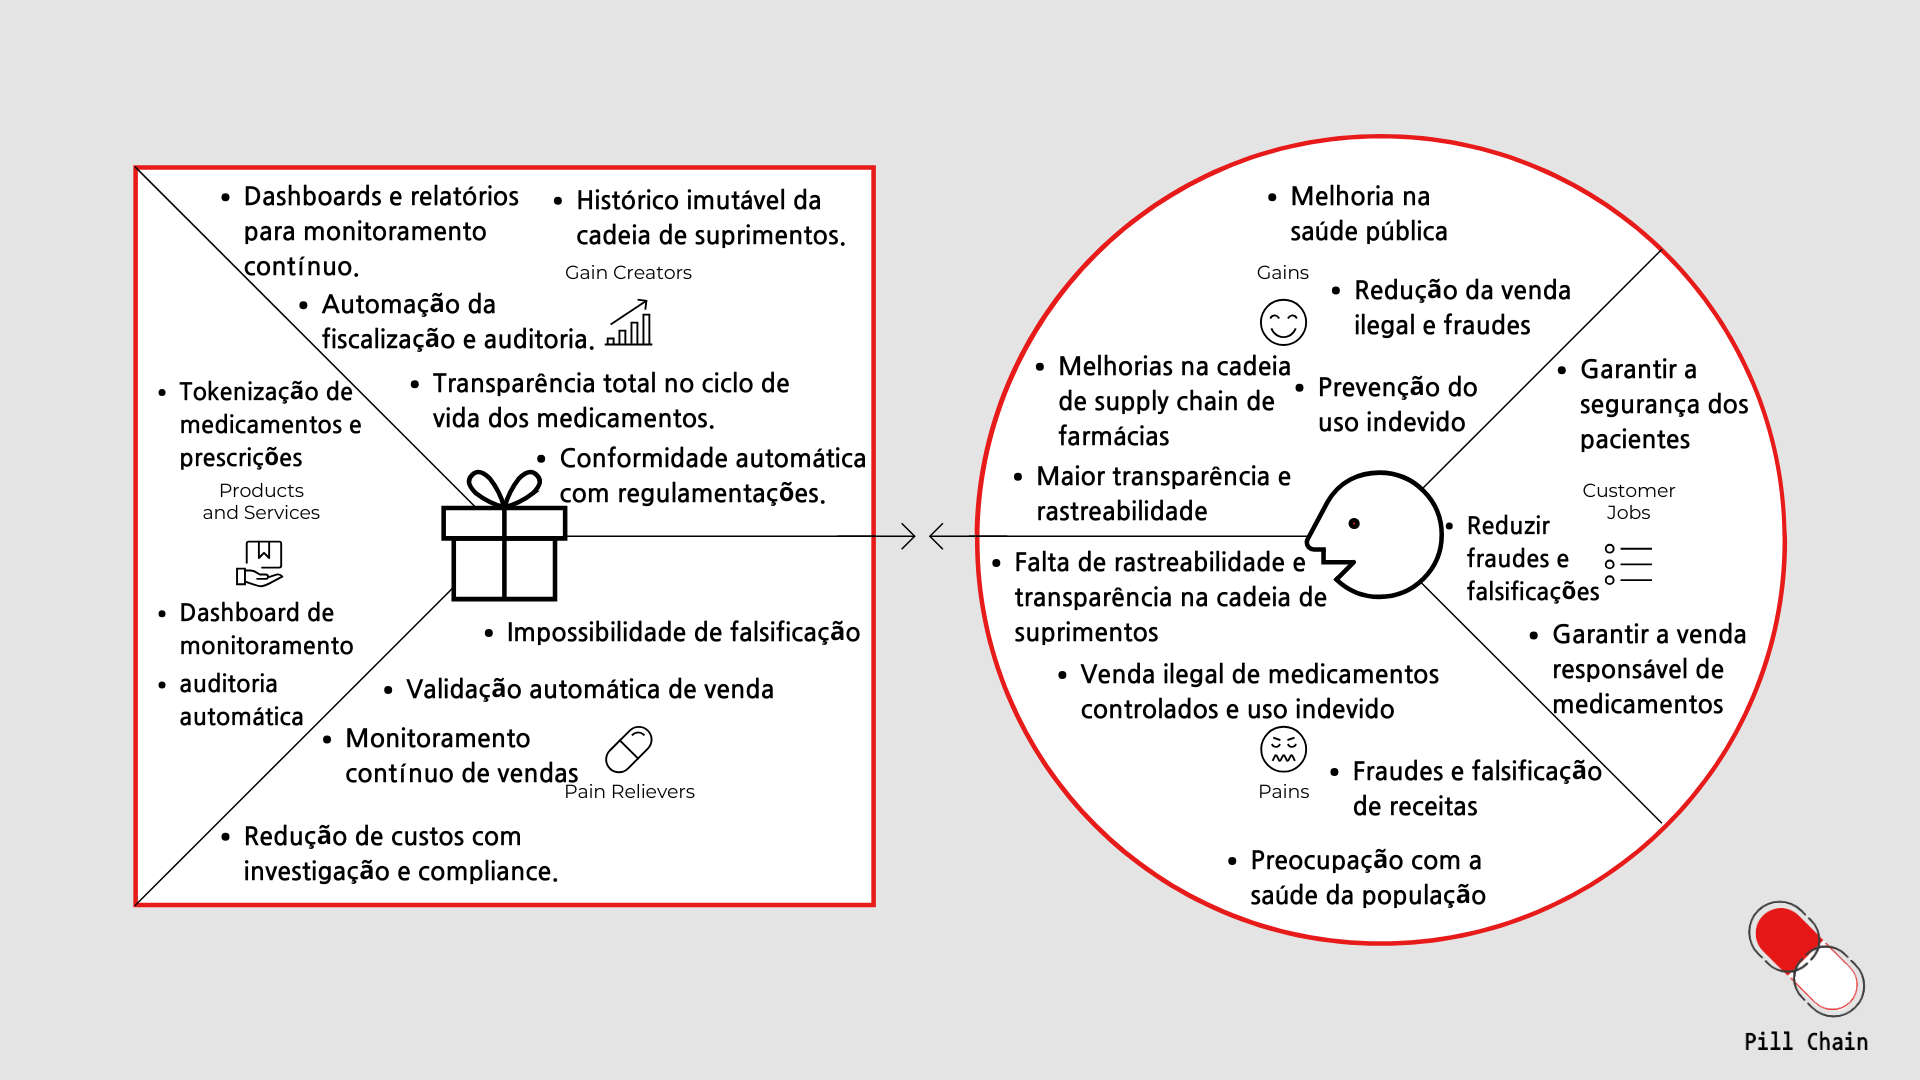 • Dashboards e relatórios
para monitoramento
contínuo.
• Histórico imutável da
cadeia de suprimentos.
Gain Creators
• Automação da
fiscalização e auditoria.
• Transparência total no ciclo de
vida dos medicamentos.
• Conformidade automática
com regulamentações.
• Tokenização de
medicamentos e
prescrições
Products
and Services
• Dashboard de
monitoramento
• auditoria
automática
• Impossibilidade de falsificação
• Validação automática de venda
• Monitoramento
contínuo de vendas
Pain Relievers
• Redução de custos com
investigação e compliance.
• Melhoria na
saúde pública
Gains
• Redução da venda
ilegal e fraudes
• Melhorias na cadeia
de supply chain de
farmácias
• Prevenção do
uso indevido
• Maior transparência e
rastreabilidade
• Garantir a
segurança dos
pacientes
Customer
Jobs
• Reduzir
fraudes e
falsificações
• Garantir a venda
responsável de
medicamentos
• Falta de rastreabilidade e
transparência na cadeia de
suprimentos
• Venda ilegal de medicamentos
controlados e uso indevido
Pains
• Fraudes e falsificação
de receitas
• Preocupação com a
saúde da população
Pill Chain